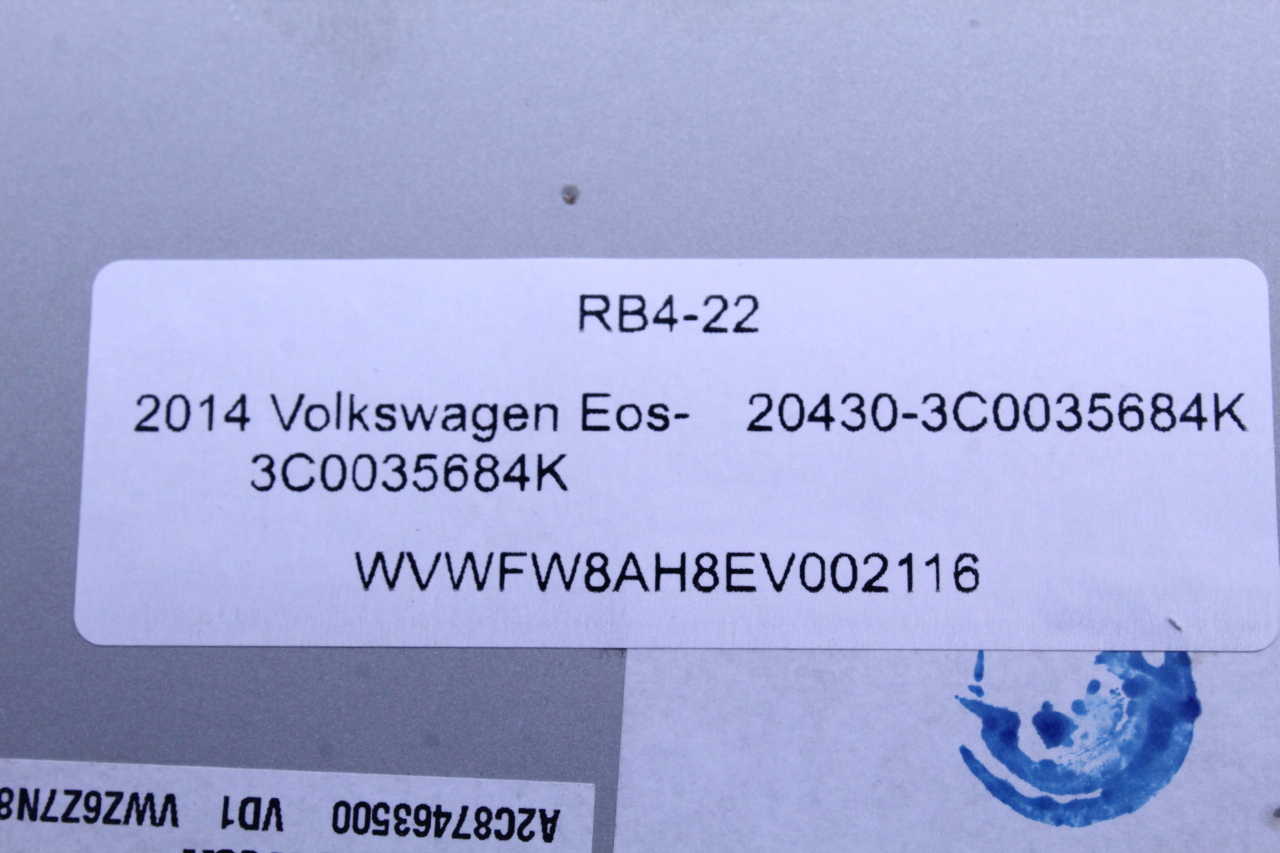 RB4-22
2014 Volkswagen Eos- 20430-3C0035684K
3C0035684K
WVWFW8AH8EV002116
A2C87463500 VD1 VWZ6Z7N8